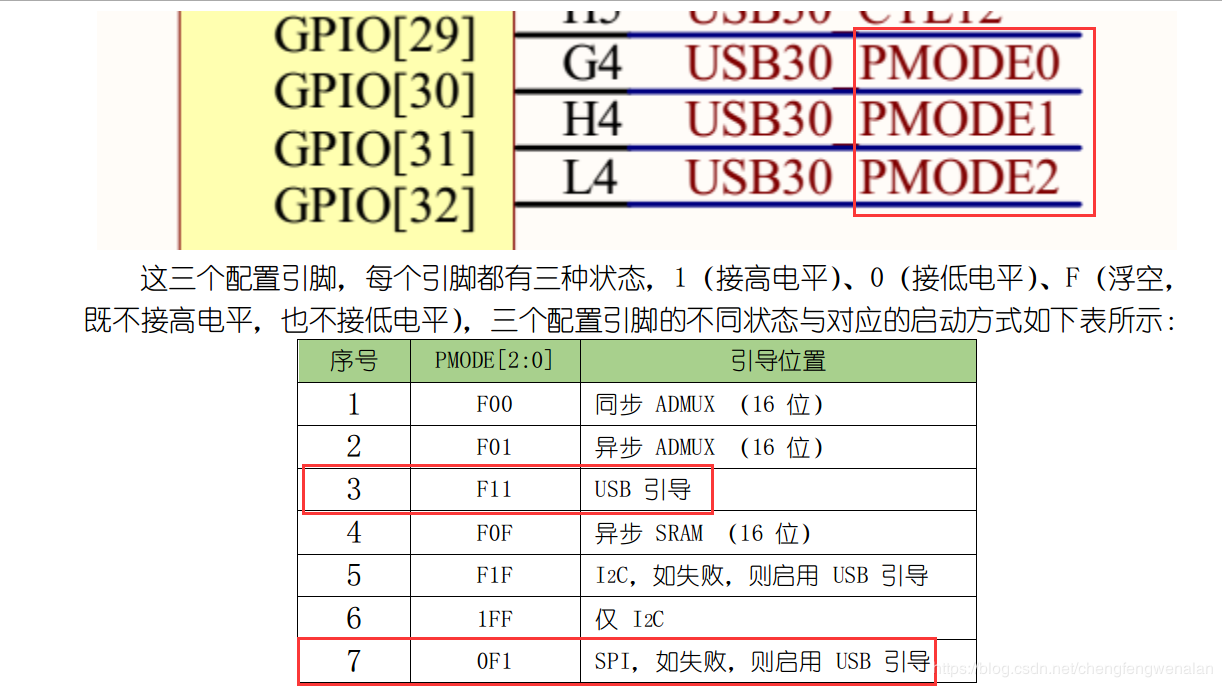 GPIO[29] USB30 CTL12
GPIO[30] G4 USB30 PMODE0
GPIO[31] H4 USB30 PMODE1
GPIO[32] L4 USB30 PMODE2
这三个配置引脚，每个引脚都有三种状态，1（接高电平）、0（接低电平）、F（浮空，
既不接高电平，也不接低电平），三个配置引脚的不同状态与对应的启动方式如下表所示：
序号 PMODE[2:0] 引导位置
1 F00 同步 ADMUX （16 位）
2 F01 异步 ADMUX （16 位）
3 F11 USB 引导
4 F0F 异步 SRAM （16 位）
5 F1F I2C，如失败，则启用 USB 引导
6 1FF 仅 I2C
7 0F1 SPI，如失败，则启用 USB 引导
https://blog.csdn.net/chengfengwenalan